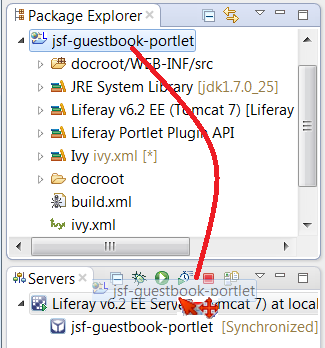 Package Explorer
jsf-guestbook-portlet
docroot/WEB-INF/src
JRE System Library [jdk1.7.0_25]
Liferay v6.2 EE (Tomcat 7) [Liferay
Liferay Portlet Plugin API
Ivy ivy.xml [*]
docroot
build.xml
ivy.xml
Servers
jsf-guestbook-portlet
Liferay v6.2 EE Server (Tomcat 7) at local
jsf-guestbook-portlet [Synchronized]